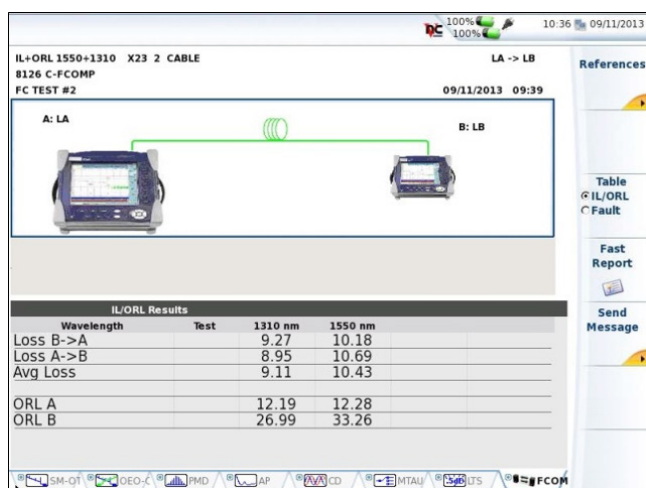 DC 100% 100% 10:36 09/11/2013
IL+ORL 1550+1310 X23 2 CABLE LA -> LB
8126 C-FCOMP
FC TEST #2 09/11/2013 09:39
A: LA
B: LB
References
Table
IL/ORL
Fault
Fast
Report
Send
Message
IL/ORL Results
Wavelength Test 1310 nm 1550 nm
Loss B->A 9.27 10.18
Loss A->B 8.95 10.69
Avg Loss 9.11 10.43
ORL A 12.19 12.28
ORL B 26.99 33.26
SM-OT OEO-C PMD AP CD MTAU LTS FCOM